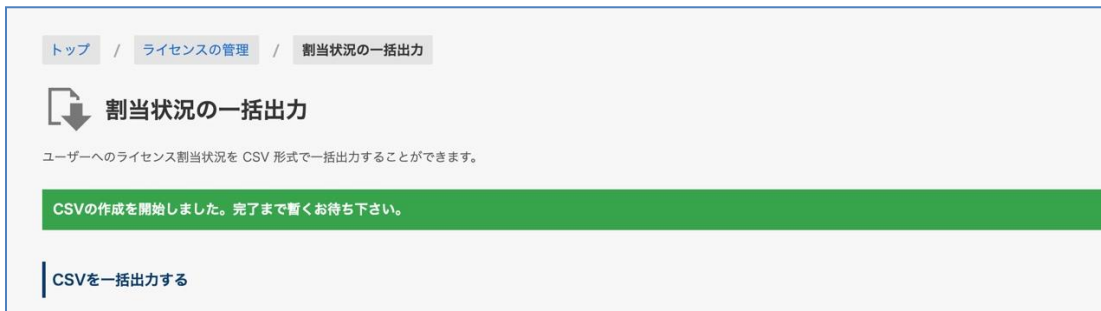 トップ / ライセンスの管理 / 割当状況の一括出力
割当状況の一括出力
ユーザーへのライセンス割当状況を CSV 形式で一括出力することができます。
CSVの作成を開始しました。完了まで暫くお待ち下さい。
CSVを一括出力する